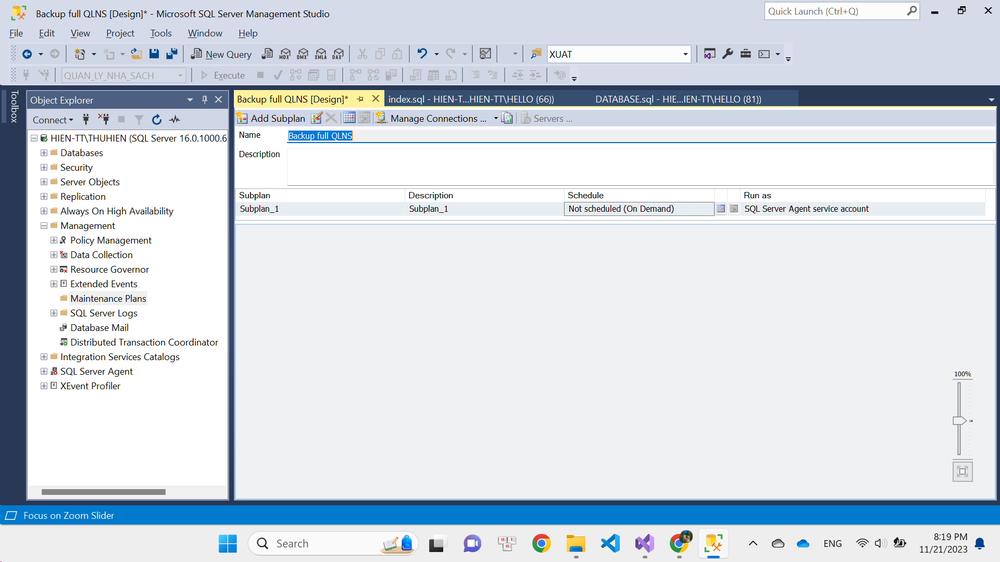 Backup full QLNS [Design]* - Microsoft SQL Server Management Studio
Quick Launch (Ctrl+Q)
File Edit View Project Tools Window Help
New Query MDX DMX XMLA DAX XUAT
QUAN_LY_NHA_SACH Execute
Toolbox
Object Explorer
Connect
HIEN-TT\THUHIEN (SQL Server 16.0.1000.6
Databases
Security
Server Objects
Replication
Always On High Availability
Management
Policy Management
Data Collection
Resource Governor
Extended Events
Maintenance Plans
SQL Server Logs
Database Mail
Distributed Transaction Coordinator
Integration Services Catalogs
SQL Server Agent
XEvent Profiler
Backup full QLNS [Design]* index.sql - HIEN-T...HIEN-TT\HELLO (66)) DATABASE.sql - HIE...IEN-TT\HELLO (81))
Add Subplan Manage Connections ... Servers ...
Name Backup full QLNS
Description
Subplan Description Schedule Run as
Subplan_1 Subplan_1 Not scheduled (On Demand) SQL Server Agent service account
100%
Focus on Zoom Slider
Search
ENG
8:19 PM
11/21/2023